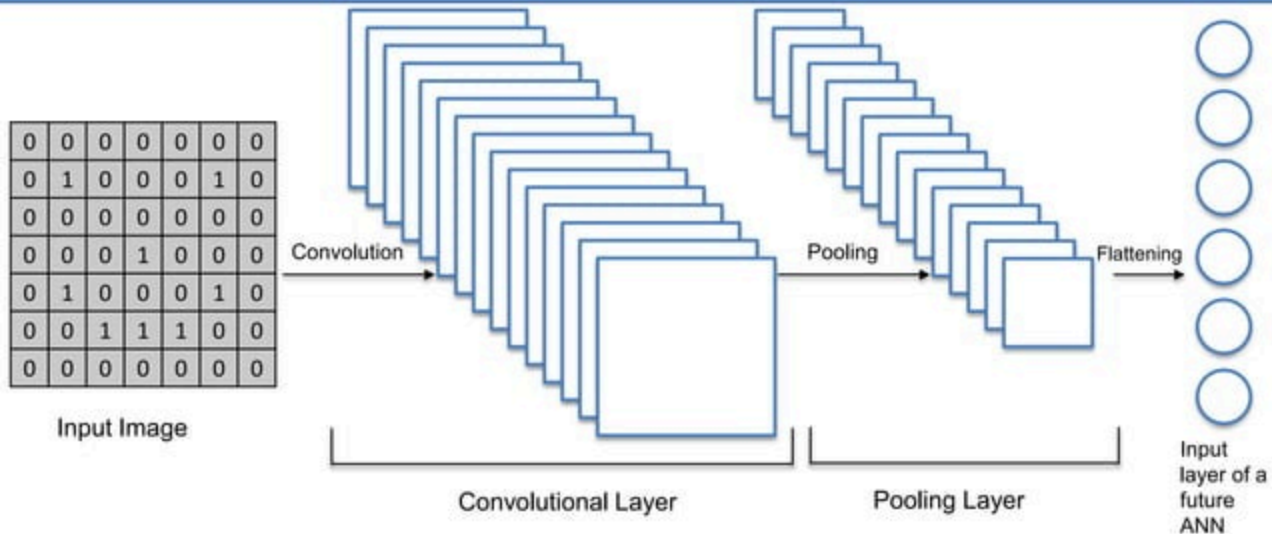 0 0 0 0 0 0 0
0 1 0 0 0 1 0
0 0 0 0 0 0 0
0 0 0 1 0 0 0
0 1 0 0 0 1 0
0 0 1 1 1 0 0
0 0 0 0 0 0 0
Input Image
Convolution
Convolutional Layer
Pooling
Pooling Layer
Flattening
Input
layer of a
future
ANN